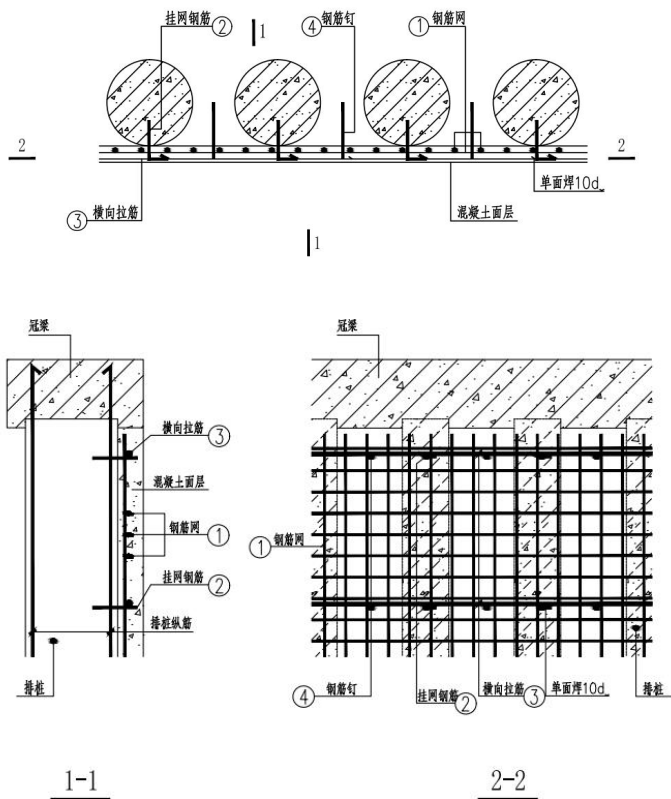 挂网钢筋 ② 1 ④ 钢筋钉 ① 钢筋网
2 2
③ 横向拉筋 混凝土面层 单面焊10d
1
冠梁
横向拉筋
③
混凝土面层
钢筋网 ①
挂网钢筋
②
排桩纵筋
排桩
1-1
冠梁
① 钢筋网
④ 钢筋钉 挂网钢筋 ② 横向拉筋 ③ 单面焊10d 排桩
2-2